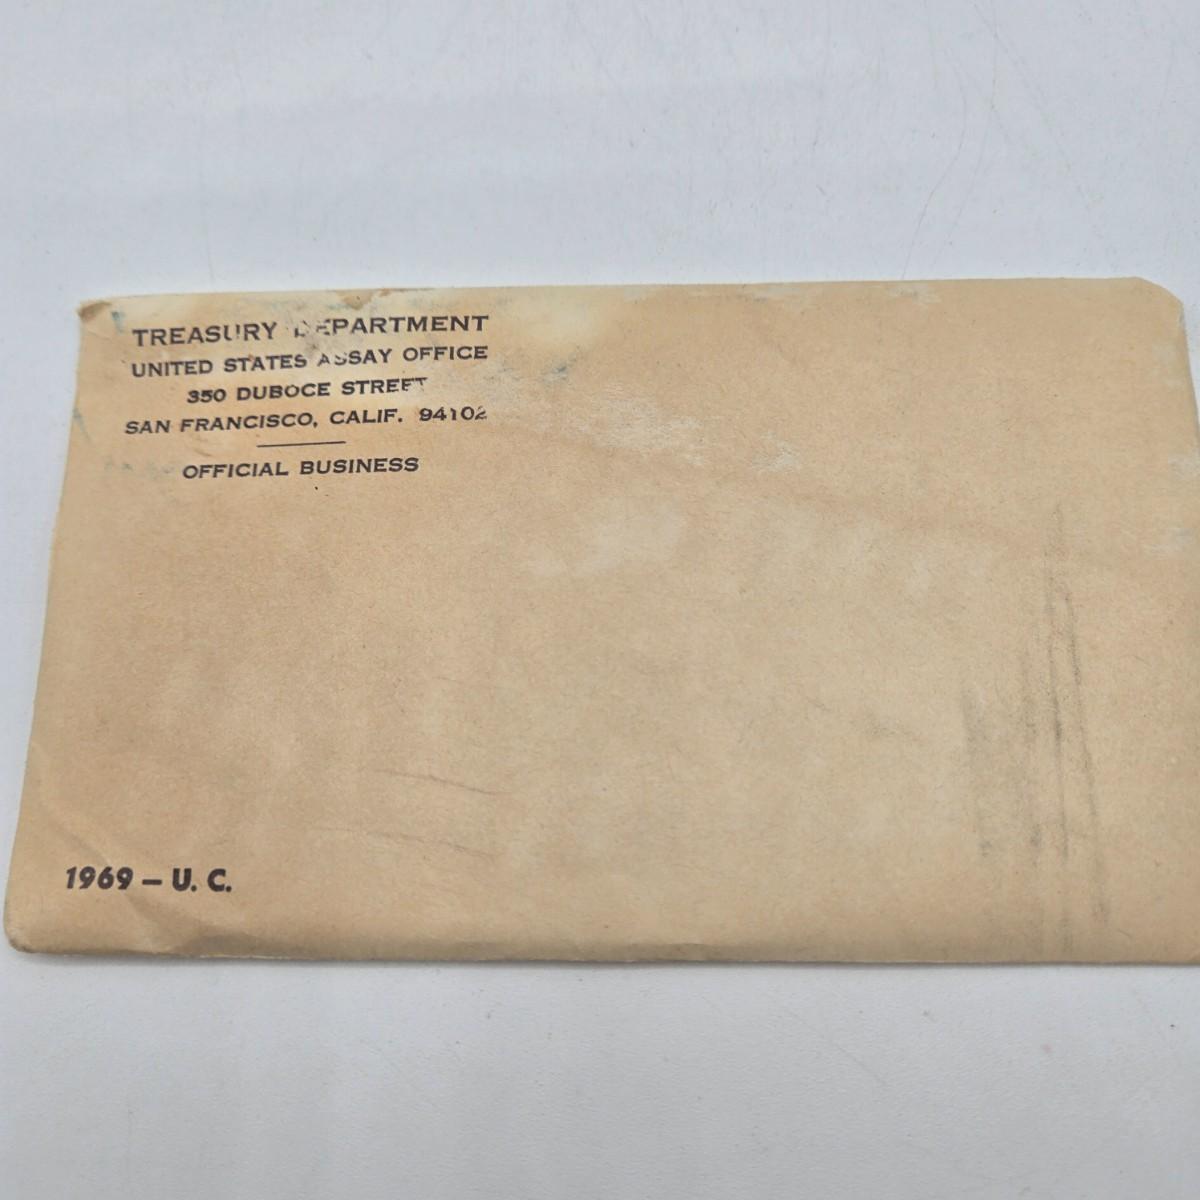 TREASURY DEPARTMENT
UNITED STATES ASSAY OFFICE
350 DUBOCE STREET
SAN FRANCISCO, CALIF. 94102
OFFICIAL BUSINESS
1969 – U. C.